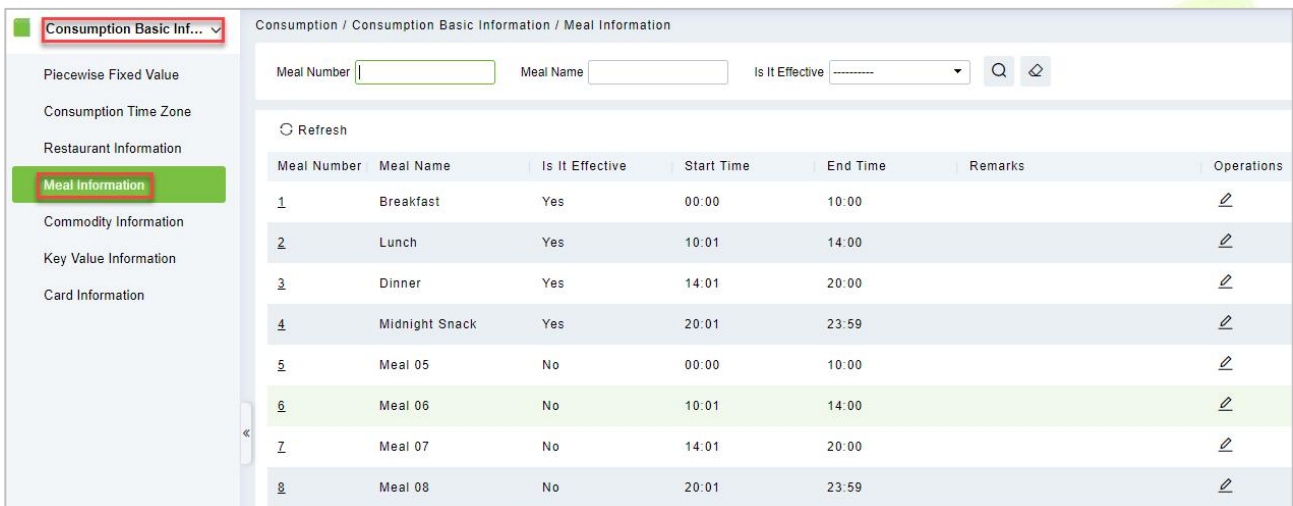 Consumption Basic Inf...
Piecewise Fixed Value
Consumption Time Zone
Restaurant Information
Meal Information
Commodity Information
Key Value Information
Card Information
Consumption / Consumption Basic Information / Meal Information
Meal Number Meal Name Is It Effective ----------
Refresh
Meal Number Meal Name Is It Effective Start Time End Time Remarks Operations
1 Breakfast Yes 00:00 10:00
2 Lunch Yes 10:01 14:00
3 Dinner Yes 14:01 20:00
4 Midnight Snack Yes 20:01 23:59
5 Meal 05 No 00:00 10:00
6 Meal 06 No 10:01 14:00
7 Meal 07 No 14:01 20:00
8 Meal 08 No 20:01 23:59